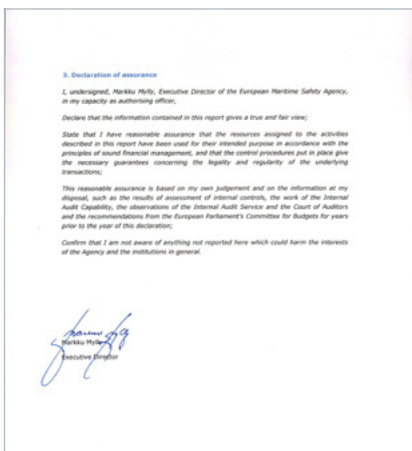 3. Declaration of assurance
I, undersigned, Markku Mylly, Executive Director of the European Maritime Safety Agency,
in my capacity as authorising officer,
Declare that the information contained in this report gives a true and fair view;
State that I have reasonable assurance that the resources assigned to the activities
described in this report have been used for their intended purpose in accordance with the
principles of sound financial management, and that the control procedures put in place give
the necessary guarantees concerning the legality and regularity of the underlying
transactions;
This reasonable assurance is based on my own judgement and on the information at my
disposal, such as the results of assessment of internal controls, the work of the Internal
Audit Capability, the observations of the Internal Audit Service and the Court of Auditors
and the recommendations from the European Parliament's Committee for Budgets for years
prior to the year of this declaration;
Confirm that I am not aware of anything not reported here which could harm the interests
of the Agency and the institutions in general.
Markku Mylly
Executive Director